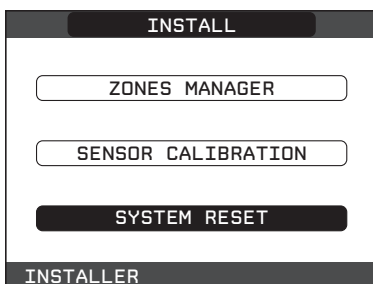 INSTALL
ZONES MANAGER
SENSOR CALIBRATION
SYSTEM RESET
INSTALLER